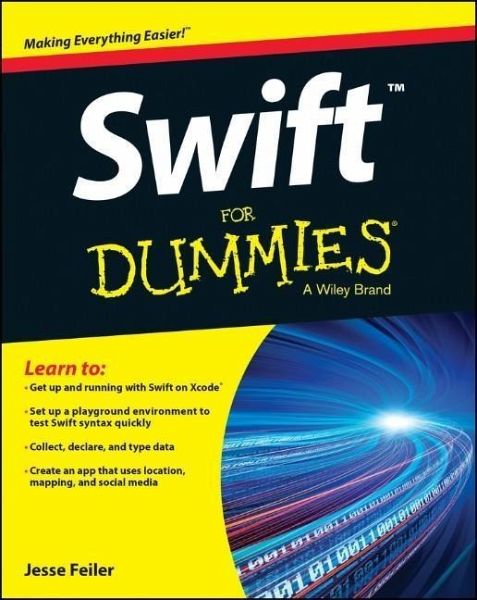 Making Everything Easier!™
Swift™
FOR
DUMMIES®
A Wiley Brand
Learn to:
• Get up and running with Swift on Xcode®
• Set up a playground environment to
test Swift syntax quickly
• Collect, declare, and type data
• Create an app that uses location,
mapping, and social media
Jesse Feiler